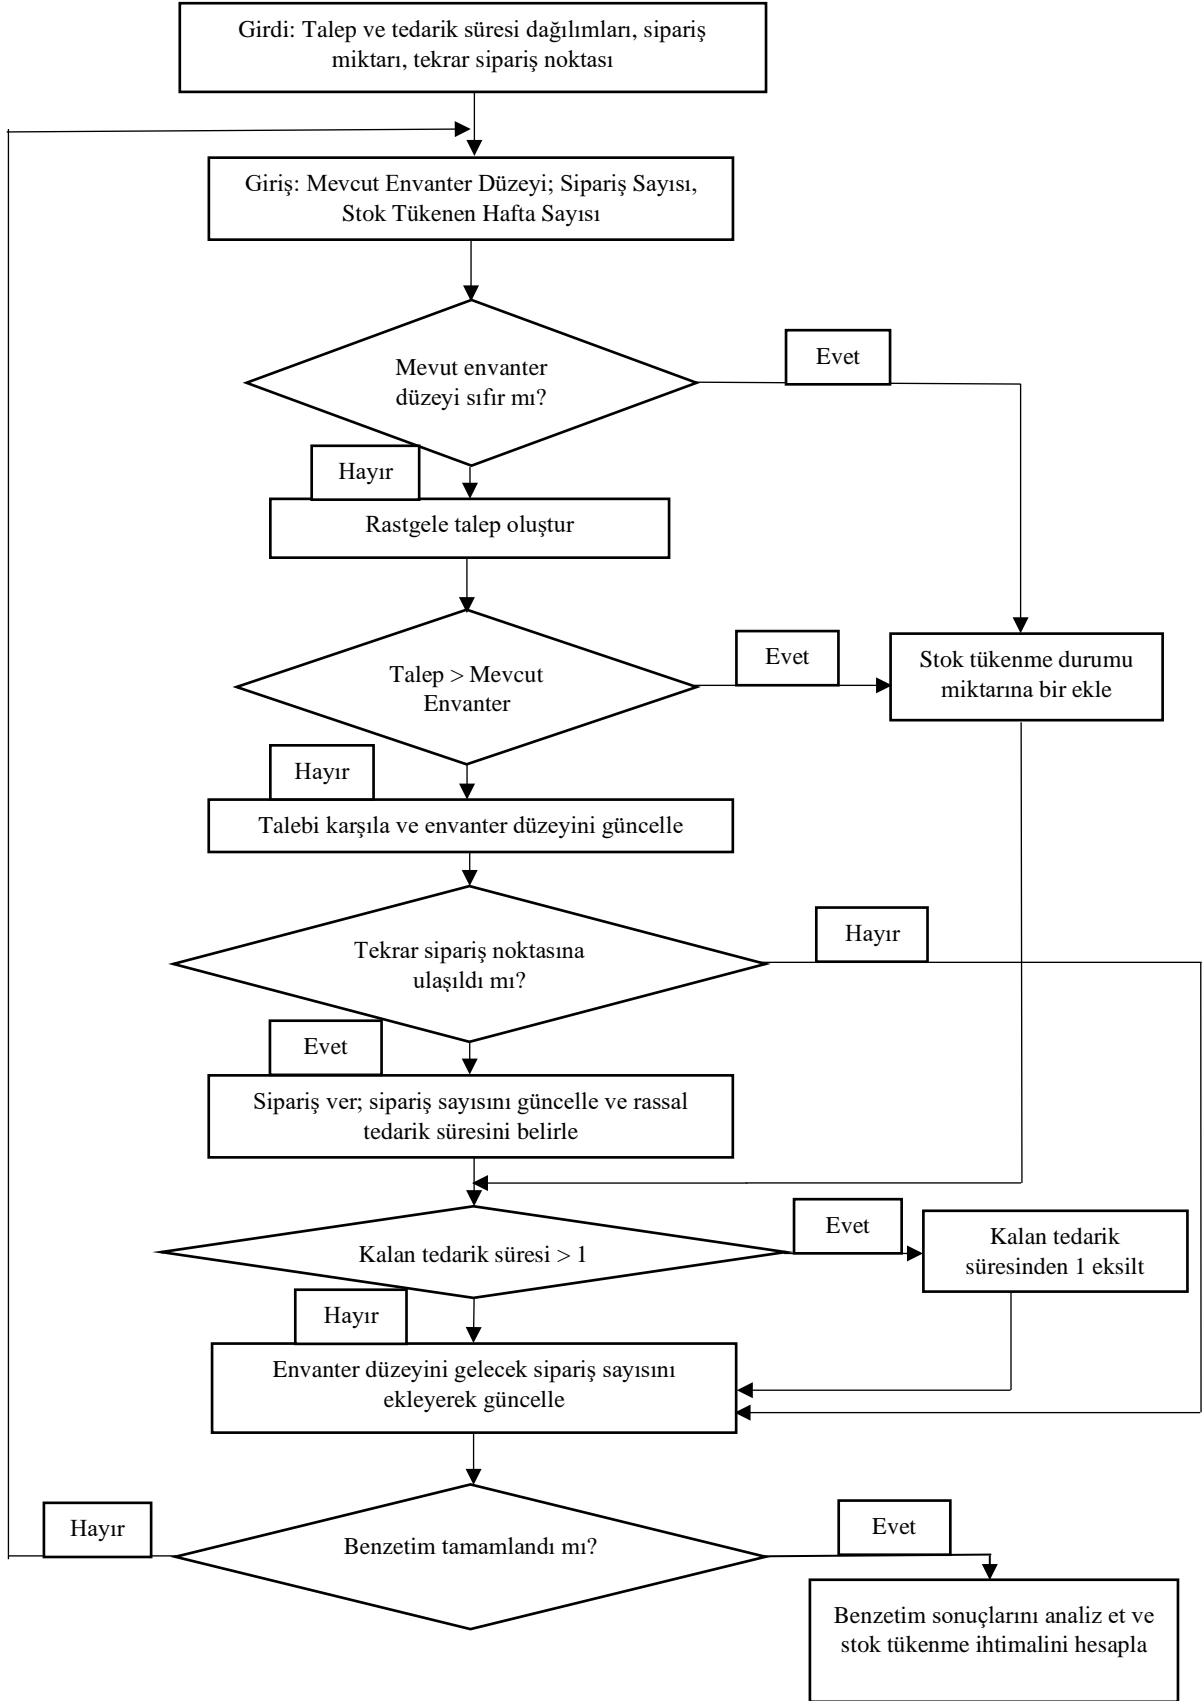 Girdi: Talep ve tedarik süresi dağılımları, sipariş
miktarı, tekrar sipariş noktası
Giriş: Mevcut Envanter Düzeyi; Sipariş Sayısı,
Stok Tükenen Hafta Sayısı
Mevut envanter
düzeyi sıfır mı?
Evet
Hayır
Rastgele talep oluştur
Talep > Mevcut
Envanter
Evet
Stok tükenme durumu
miktarına bir ekle
Hayır
Talebi karşıla ve envanter düzeyini güncelle
Tekrar sipariş noktasına
ulaşıldı mı?
Hayır
Evet
Sipariş ver; sipariş sayısını güncelle ve rassal
tedarik süresini belirle
Kalan tedarik süresi > 1
Evet
Kalan tedarik
süresinden 1 eksilt
Hayır
Envanter düzeyini gelecek sipariş sayısını
ekleyerek güncelle
Benzetim tamamlandı mı?
Hayır
Evet
Benzetim sonuçlarını analiz et ve
stok tükenme ihtimalini hesapla